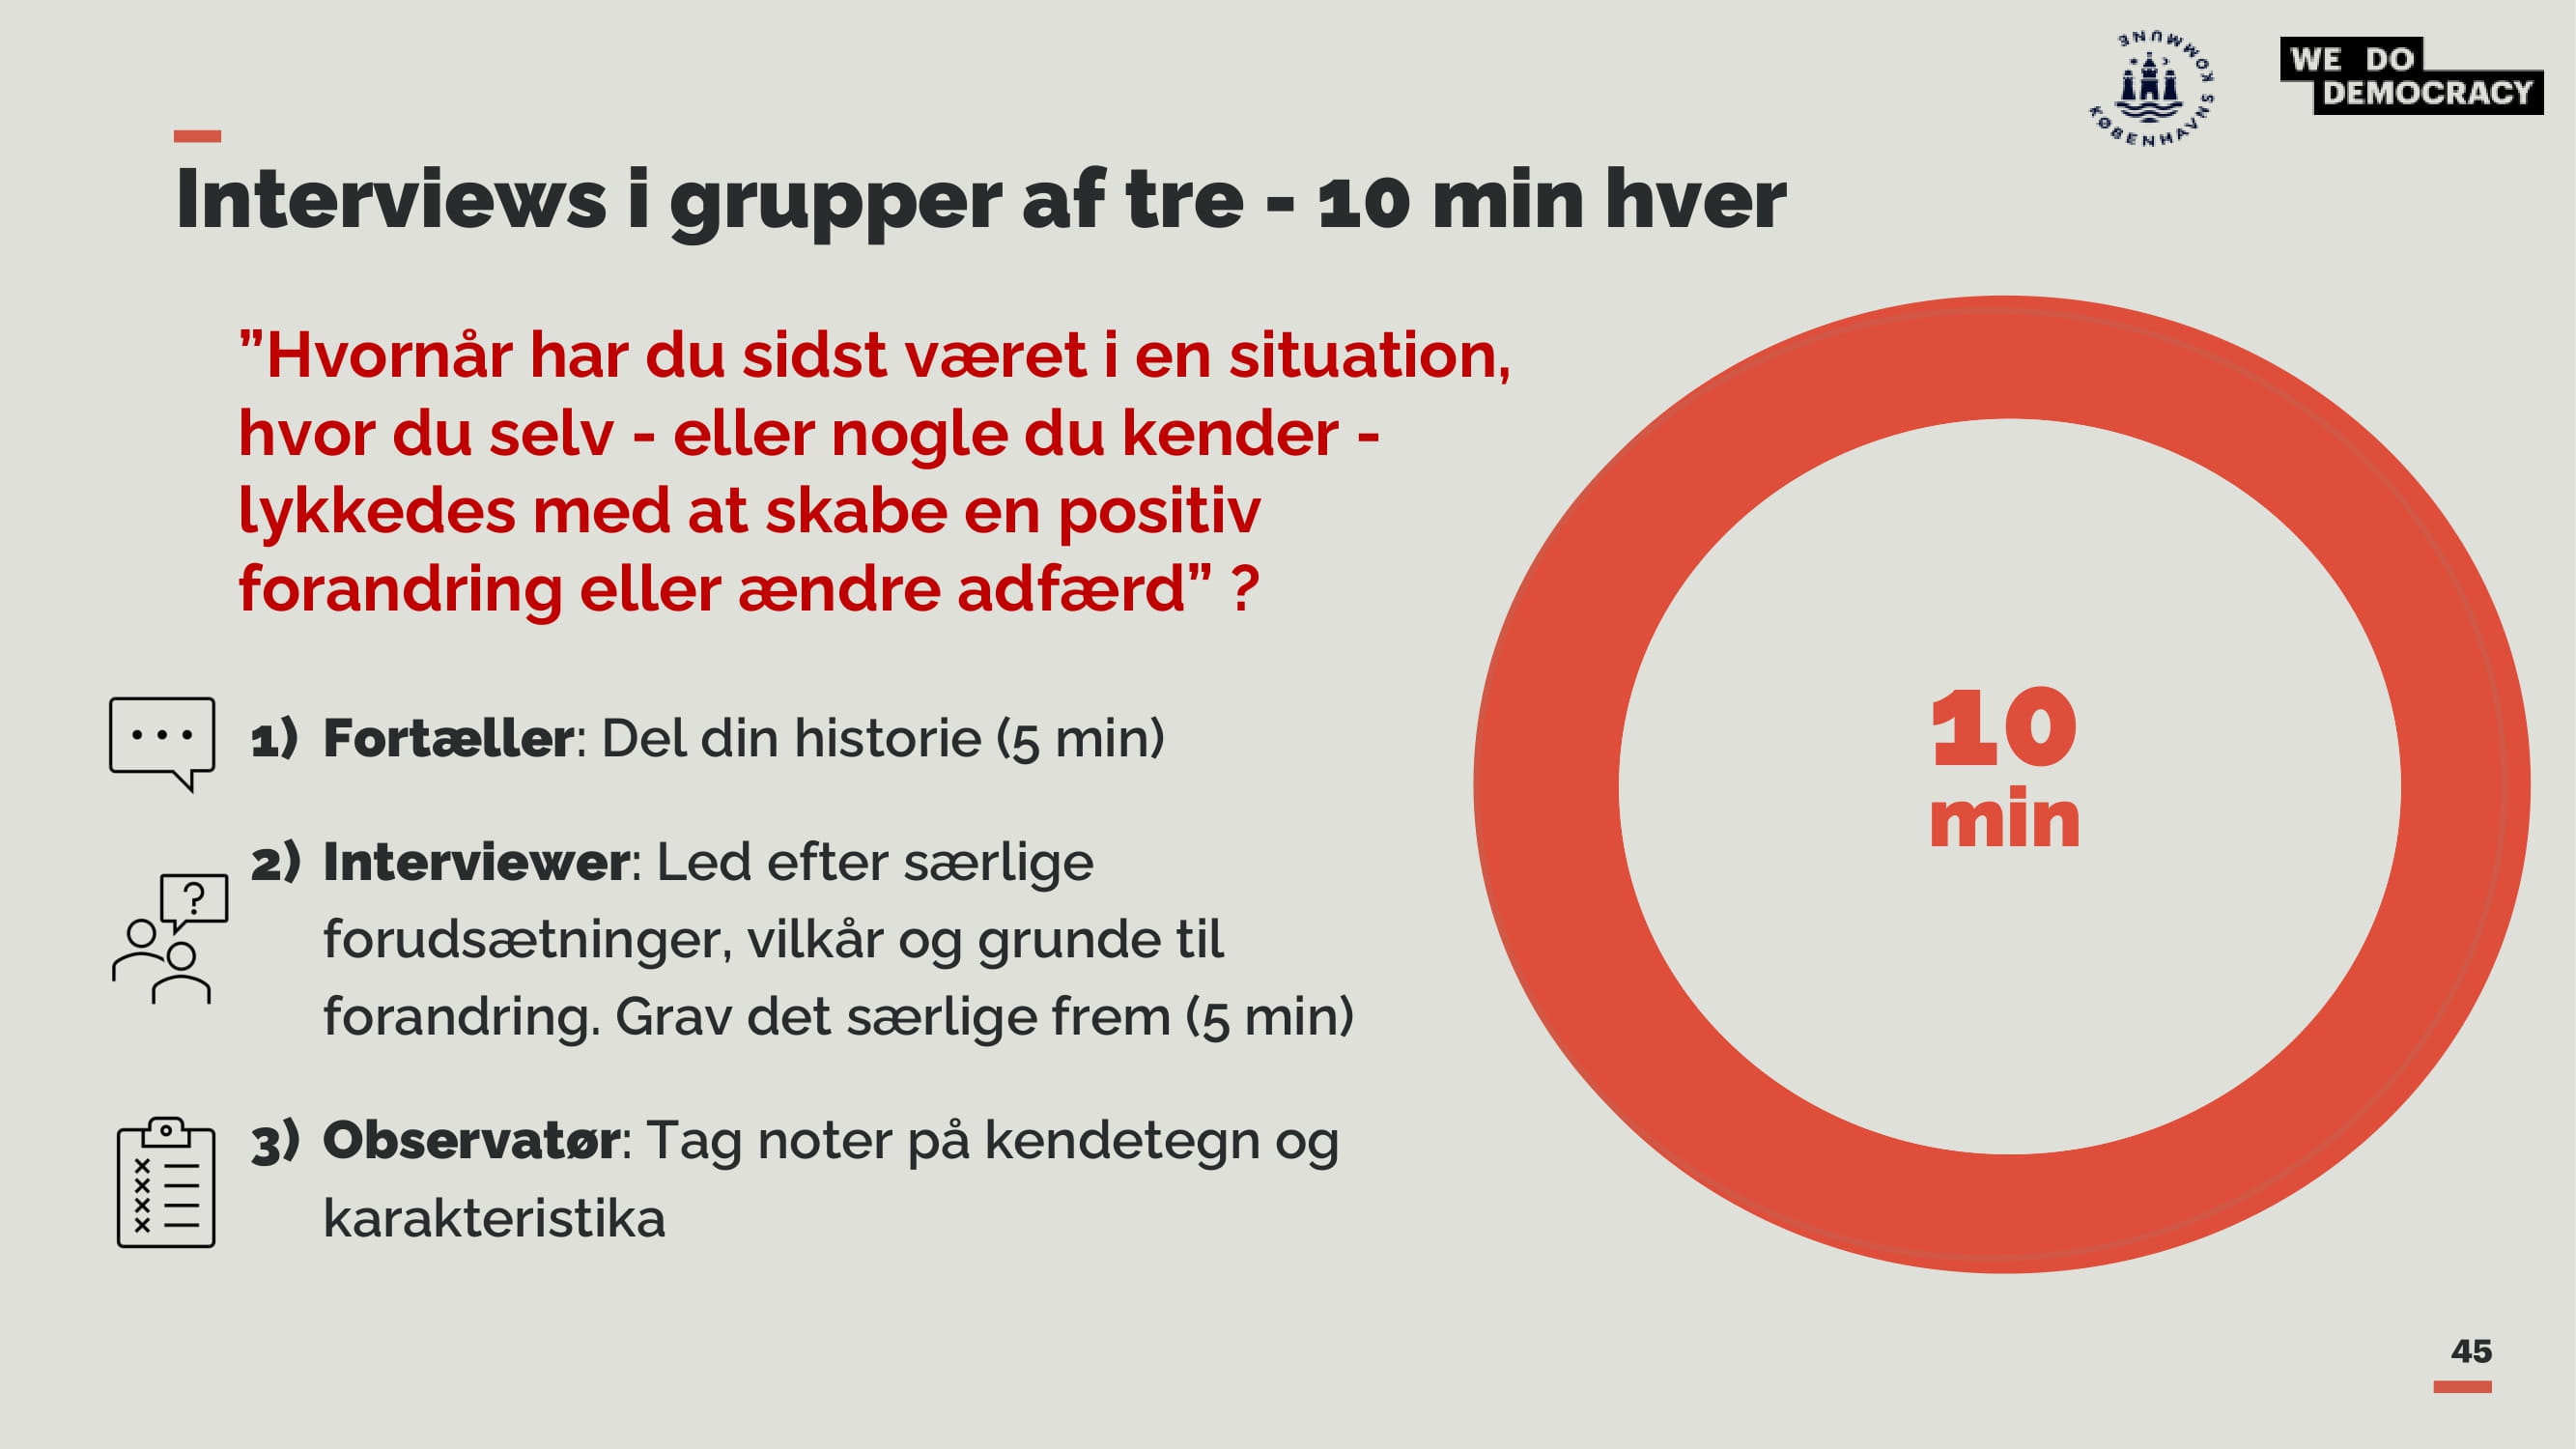 KØBENHAVNS KOMMUNE
WE DO
DEMOCRACY
Interviews i grupper af tre - 10 min hver
”Hvornår har du sidst været i en situation,
hvor du selv - eller nogle du kender -
lykkedes med at skabe en positiv
forandring eller ændre adfærd” ?
1) Fortæller: Del din historie (5 min)
2) Interviewer: Led efter særlige
forudsætninger, vilkår og grunde til
forandring. Grav det særlige frem (5 min)
3) Observatør: Tag noter på kendetegn og
karakteristika
10
min
?
45